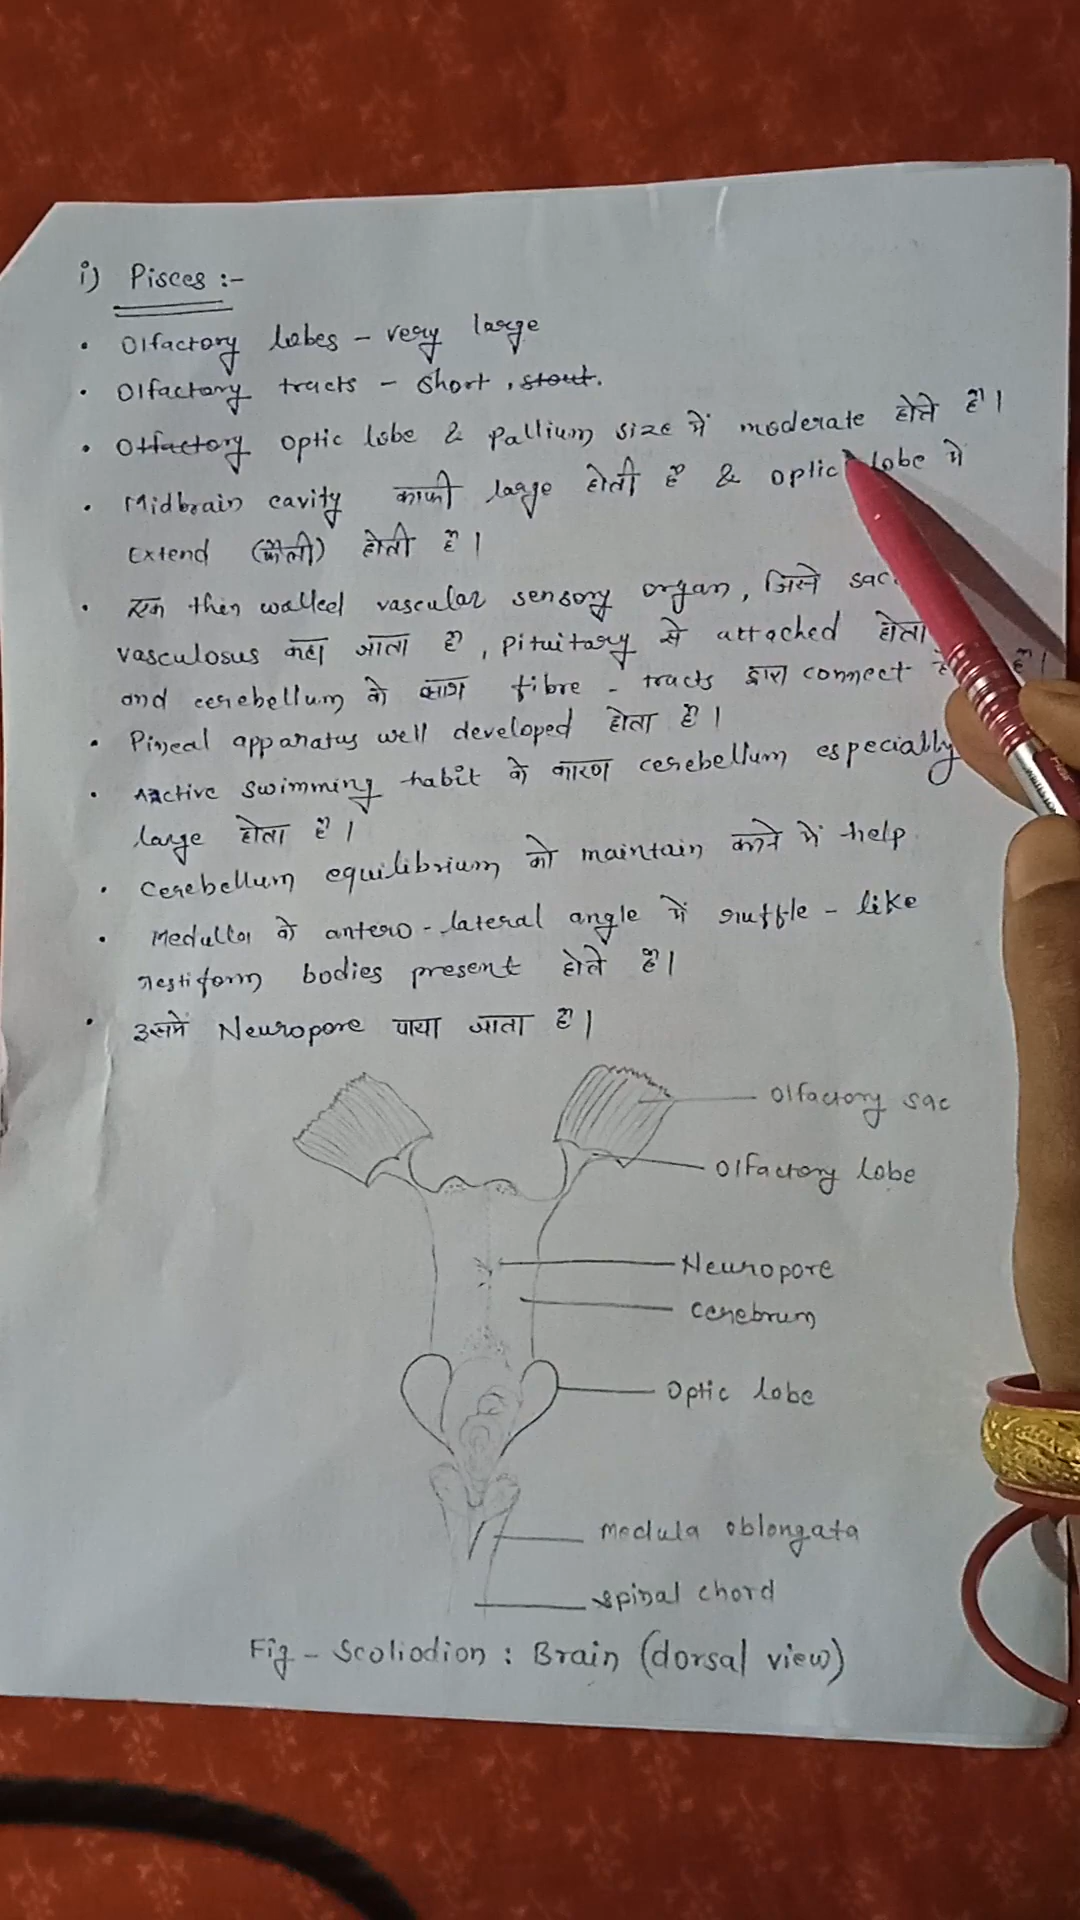 i) Pisces :-
• Olfactory lobes - very large
• Olfactory tracts - Short, stout.
• Olfactory optic lobe & pallium size में moderate होते हैं।
• Midbrain cavity काफी large होती है & optic lobe में
Extend (फैली) होती है।
• एक thin walled vascular sensory organ, जिसे sac
vasculosus कहा जाता है, pituitary से attached होता
and cerebellum के साथ fibre - tracts द्वारा connect है।
• Pineal apparatus well developed होता है।
• Active swimming habit के कारण cerebellum especially
large होता है।
• Cerebellum equilibrium को maintain करने में help
• Medulla के antero - lateral angle में ruffle - like
restiform bodies present होते है।
• इसमें Neuropore पाया जाता है।
Olfactory sac
Olfactory lobe
Neuropore
Cerebrum
Optic lobe
Medula oblongata
Spinal chord
Fig - Scoliodion : Brain (dorsal view)